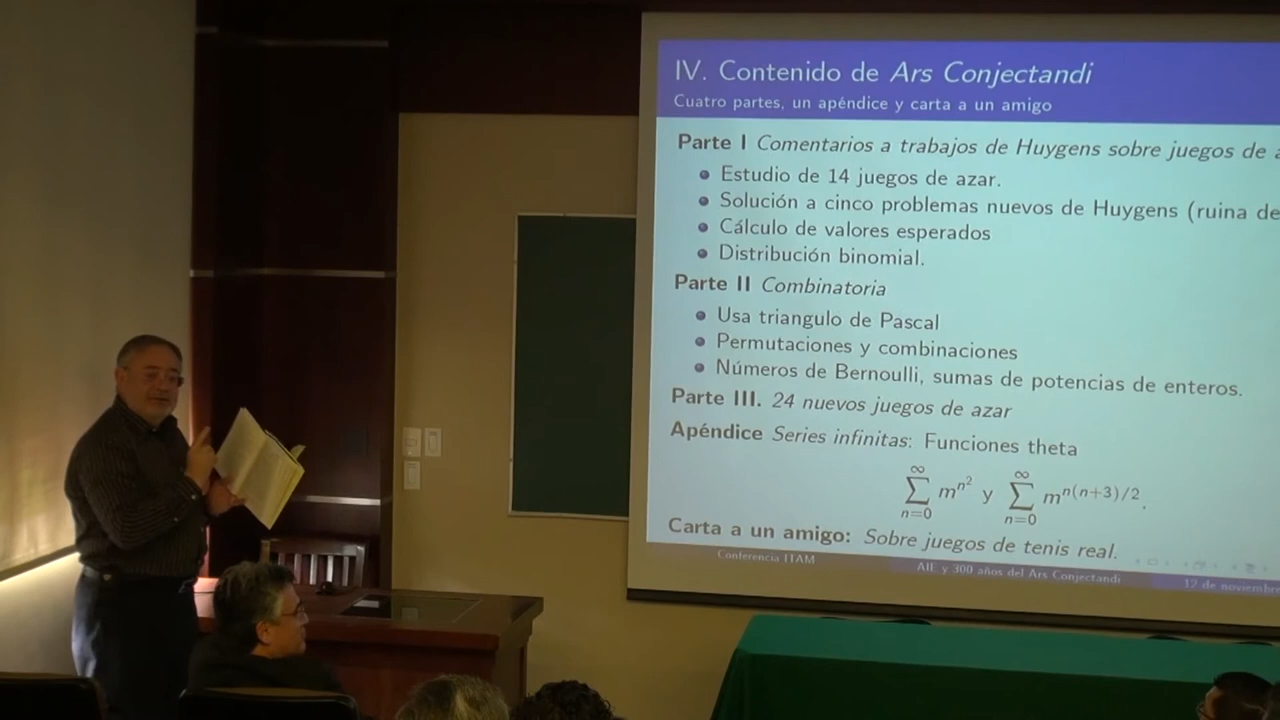 IV. Contenido de Ars Conjectandi
Cuatro partes, un apéndice y carta a un amigo
Parte I Comentarios a trabajos de Huygens sobre juegos de
Estudio de 14 juegos de azar.
Solución a cinco problemas nuevos de Huygens (ruina de
Cálculo de valores esperados
Distribución binomial.
Parte II Combinatoria
Usa triangulo de Pascal
Permutaciones y combinaciones
Números de Bernoulli, sumas de potencias de enteros.
Parte III. 24 nuevos juegos de azar
Apéndice Series infinitas: Funciones theta
∞∑n=0 m^n² y ∞∑n=0 m^n(n+3)/2.
Carta a un amigo: Sobre juegos de tenis real.
Conferencia ITAM
AIE y 300 años del Ars Conjectandi
12 de noviembre